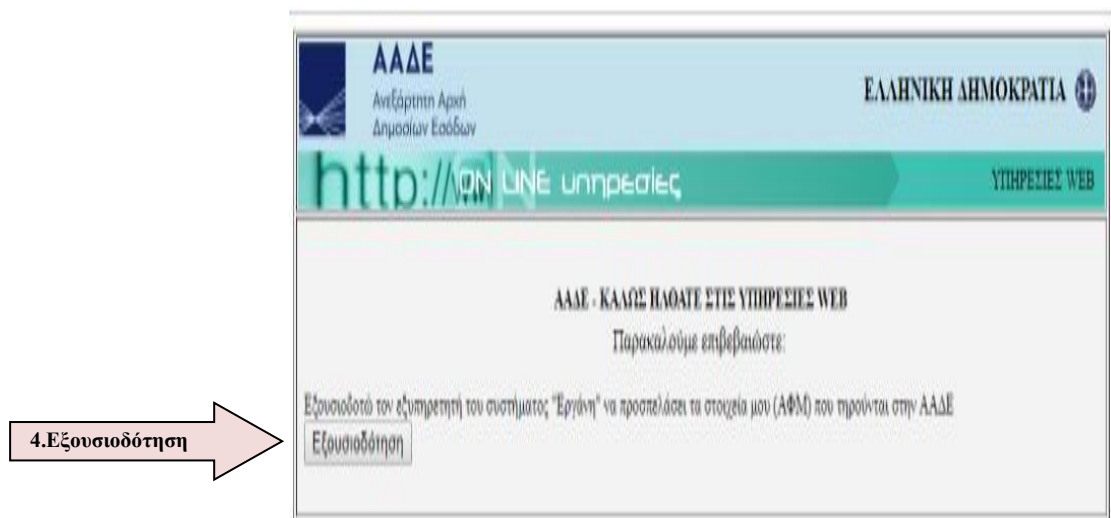 ΑΑΔΕ
Ανεξάρτητη Αρχή
Δημοσίων Εσόδων
ΕΛΛΗΝΙΚΗ ΔΗΜΟΚΡΑΤΙΑ
http://
ON LINE υπηρεσίες
ΥΠΗΡΕΣΙΕΣ WEB
ΑΑΔΕ - ΚΑΛΩΣ ΗΛΘΑΤΕ ΣΤΙΣ ΥΠΗΡΕΣΙΕΣ WEB
Παρακαλούμε επιβεβαιώστε:
Εξουσιοδοτώ τον εξυπηρετητή του συστήματος "Εργάνη" να προσπελάσει τα στοιχεία μου (ΑΦΜ) που τηρούνται στην ΑΑΔΕ
4.Εξουσιοδότηση
Εξουσιοδότηση